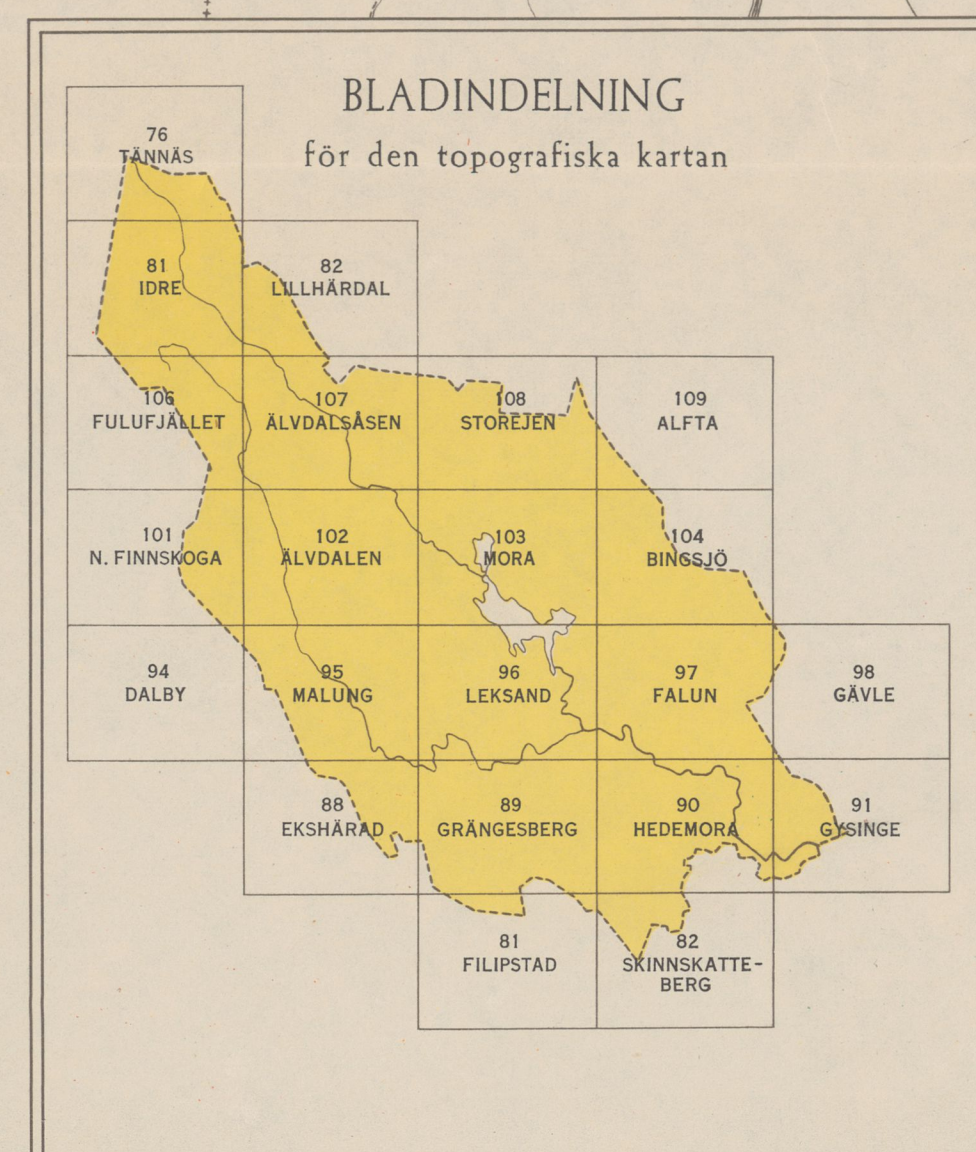 BLADINDELNING
för den topografiska kartan
76
TÄNNÄS
81
IDRE
82
LILLHÄRDAL
106
FULUFJÄLLET
107
ÄLVDALSÅSEN
108
STOREJEN
109
ALFTA
101
N. FINNSKOGA
102
ÄLVDALEN
103
MORA
104
BINGSJÖ
94
DALBY
95
MALUNG
96
LEKSAND
97
FALUN
98
GÄVLE
88
EKSHÄRAD
89
GRÄNGESBERG
90
HEDEMORA
91
GYSINGE
81
FILIPSTAD
82
SKINNSKATTE-
BERG